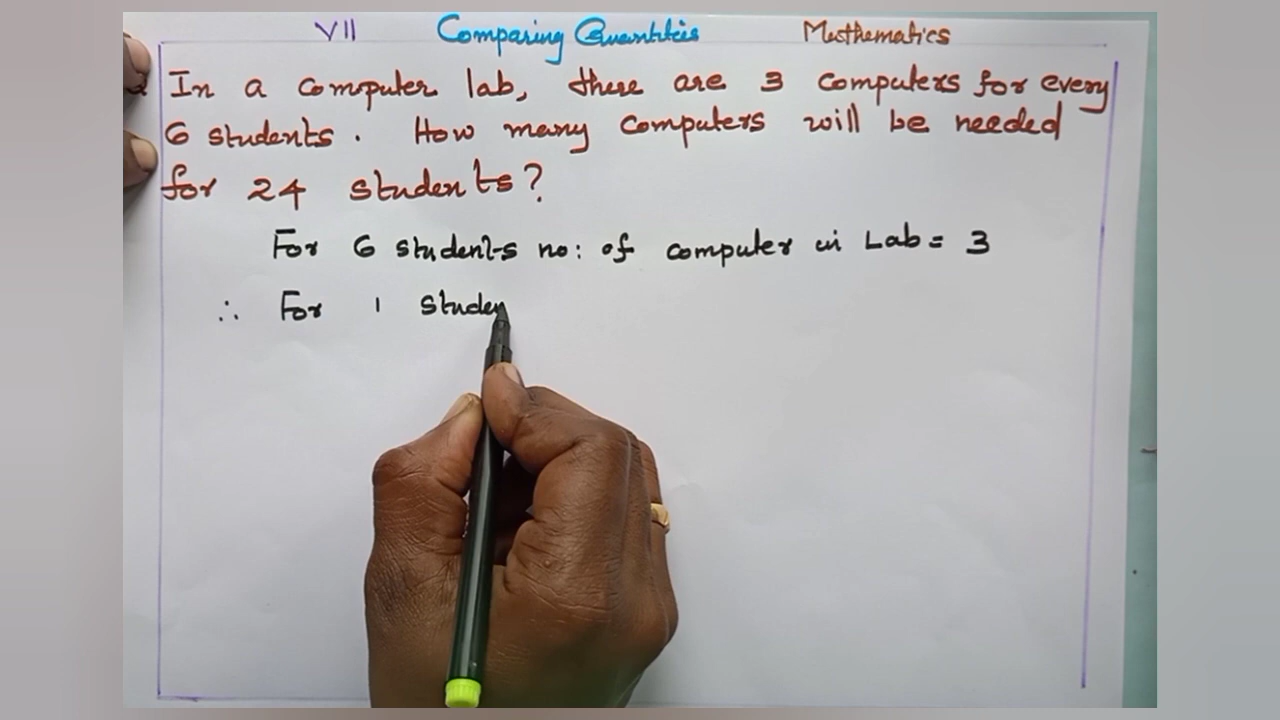 VII Comparing Quantities Mathematics
In a computer lab, there are 3 computers for every
6 students. How many computers will be needed
for 24 students?
For 6 students no: of computer in Lab = 3
∴ For 1 Studen